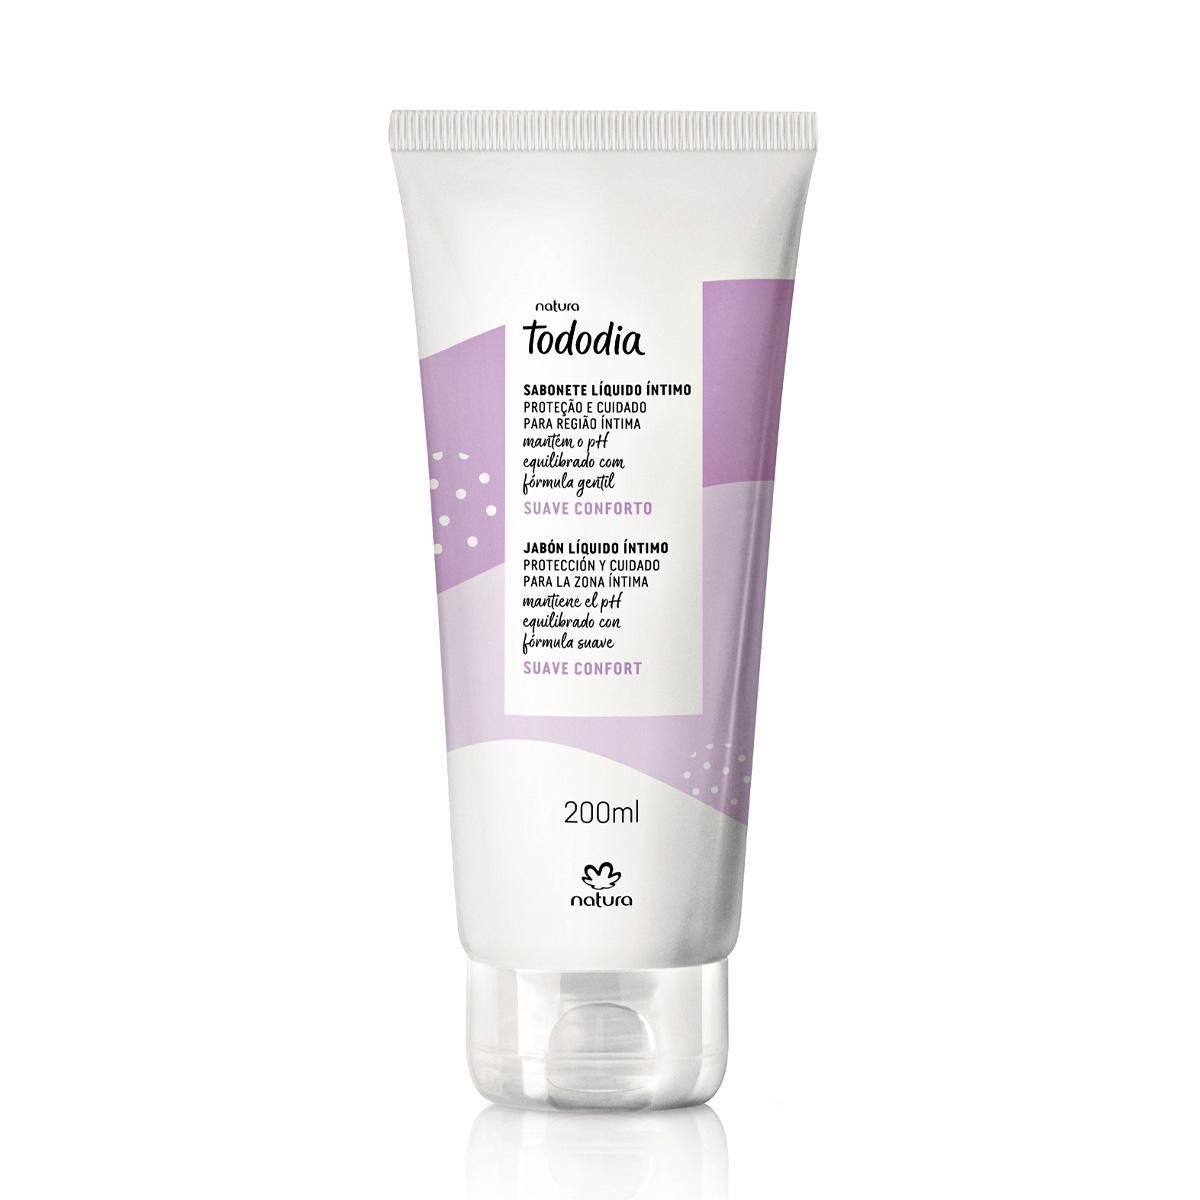 natura
tododia
SABONETE LÍQUIDO ÍNTIMO
PROTEÇÃO E CUIDADO
PARA REGIÃO ÍNTIMA
mantém o pH
equilibrado com
fórmula gentil
SUAVE CONFORTO
JABÓN LÍQUIDO ÍNTIMO
PROTECCIÓN Y CUIDADO
PARA LA ZONA ÍNTIMA
mantiene el pH
equilibrado con
fórmula suave
SUAVE CONFORT
200ml
natura